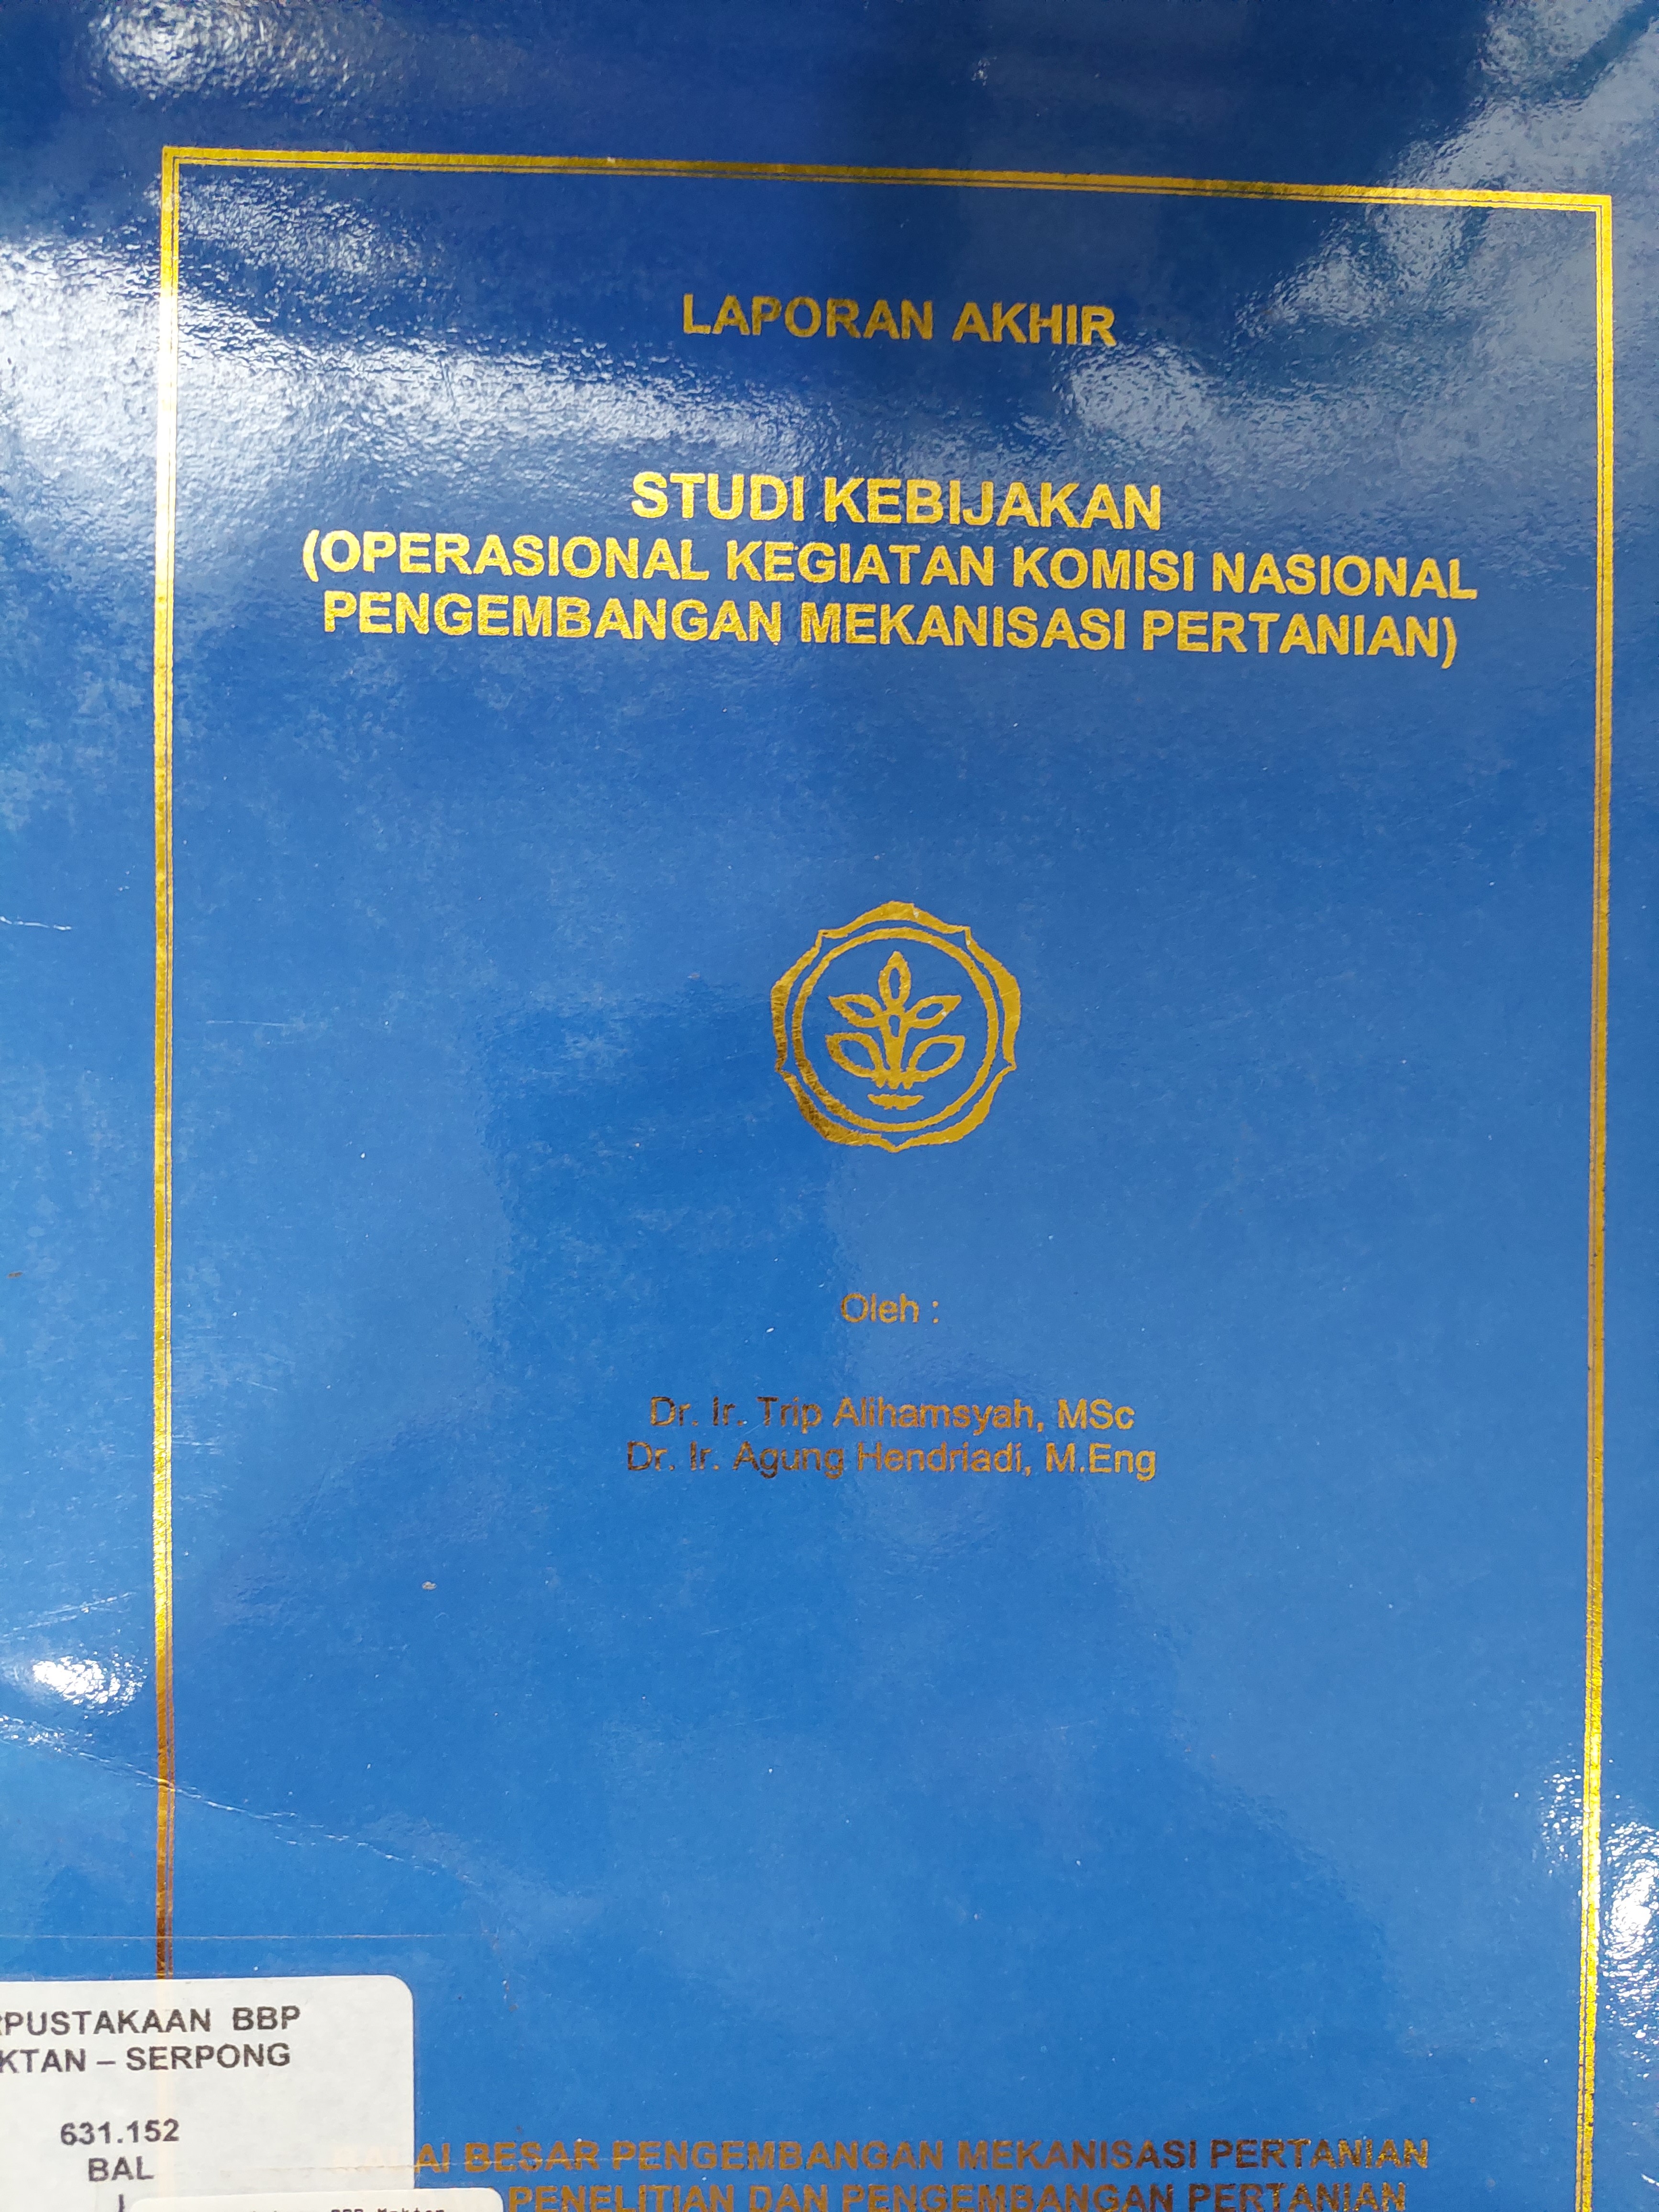 LAPORAN AKHIR
STUDI KEBIJAKAN
(OPERASIONAL KEGIATAN KOMISI NASIONAL
PENGEMBANGAN MEKANISASI PERTANIAN)
Oleh :
Dr. Ir. Trip Alihamsyah, MSc
Dr. Ir. Agung Hendriadi, M.Eng
RPUSTAKAAN BBP
KTAN – SERPONG
631.152
BAL
BALAI BESAR PENGEMBANGAN MEKANISASI PERTANIAN
PENELITIAN DAN PENGEMBANGAN PERTANIAN